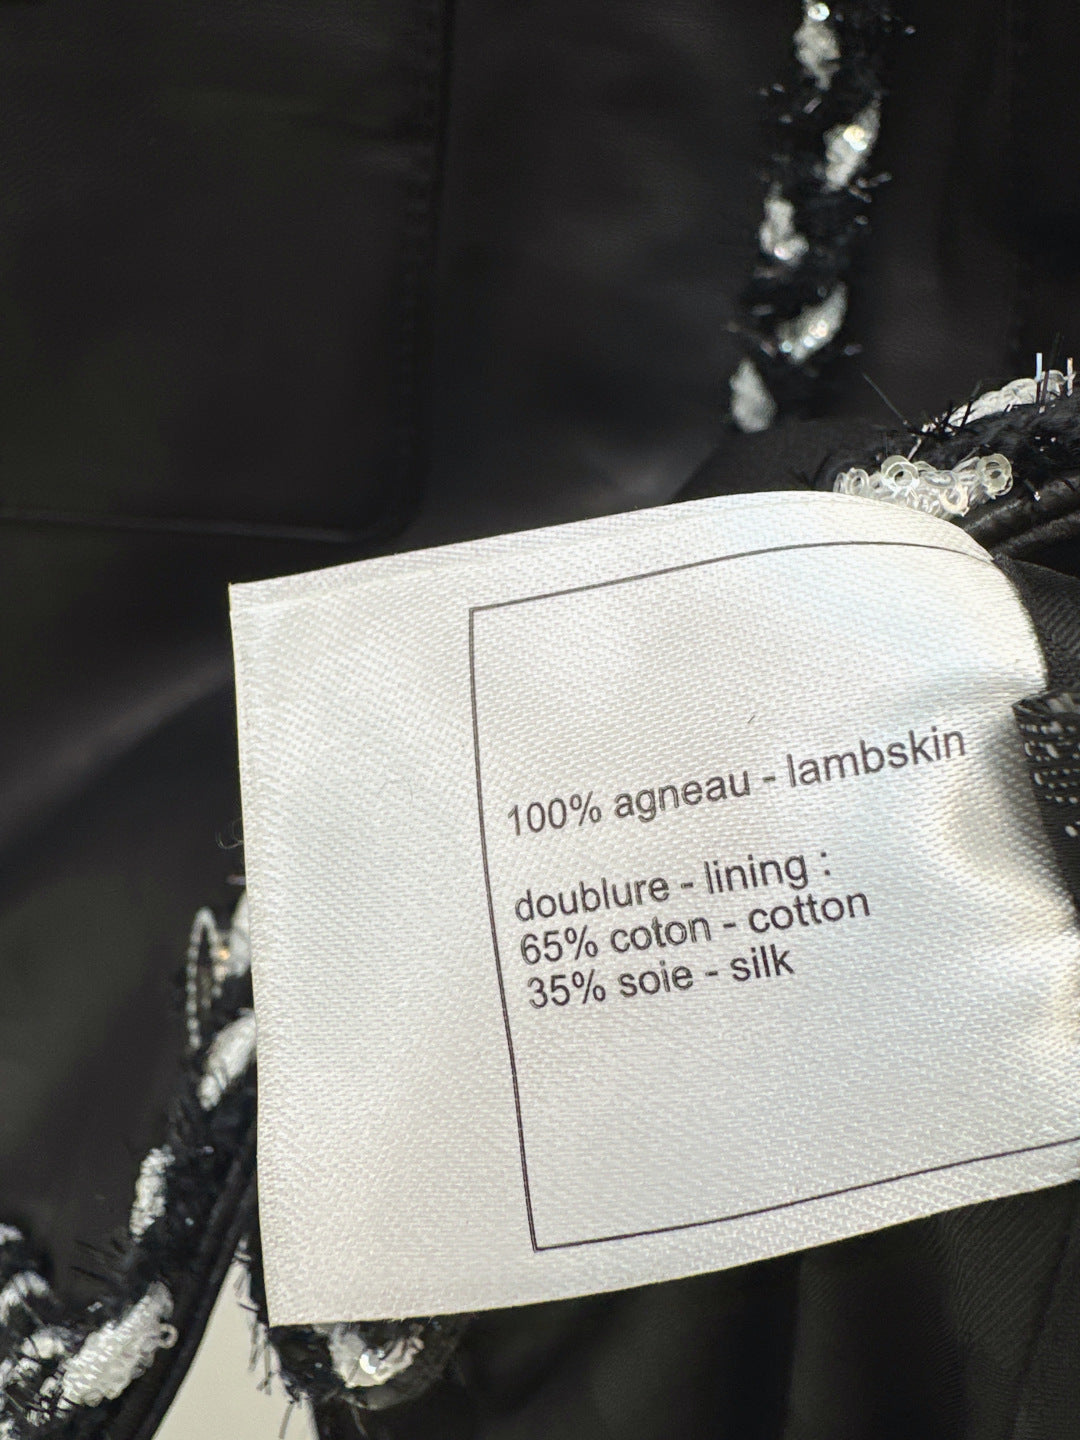 100% agneau - lambskin
doublure - lining :
65% coton - cotton
35% soie - silk